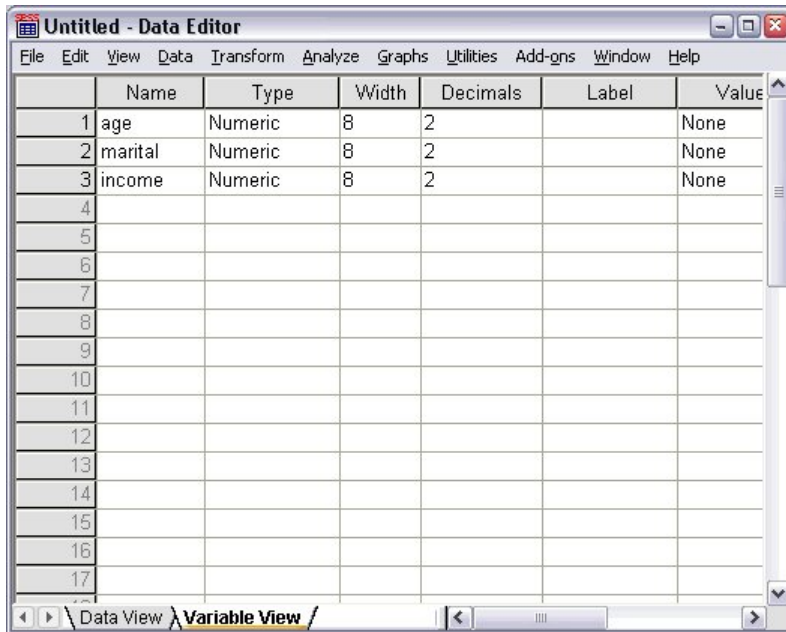 Untitled - Data Editor
File Edit View Data Transform Analyze Graphs Utilities Add-ons Window Help
Name Type Width Decimals Label Value
1 age Numeric 8 2 None
2 marital Numeric 8 2 None
3 income Numeric 8 2 None
4
5
6
7
8
9
10
11
12
13
14
15
16
17
Data View Variable View